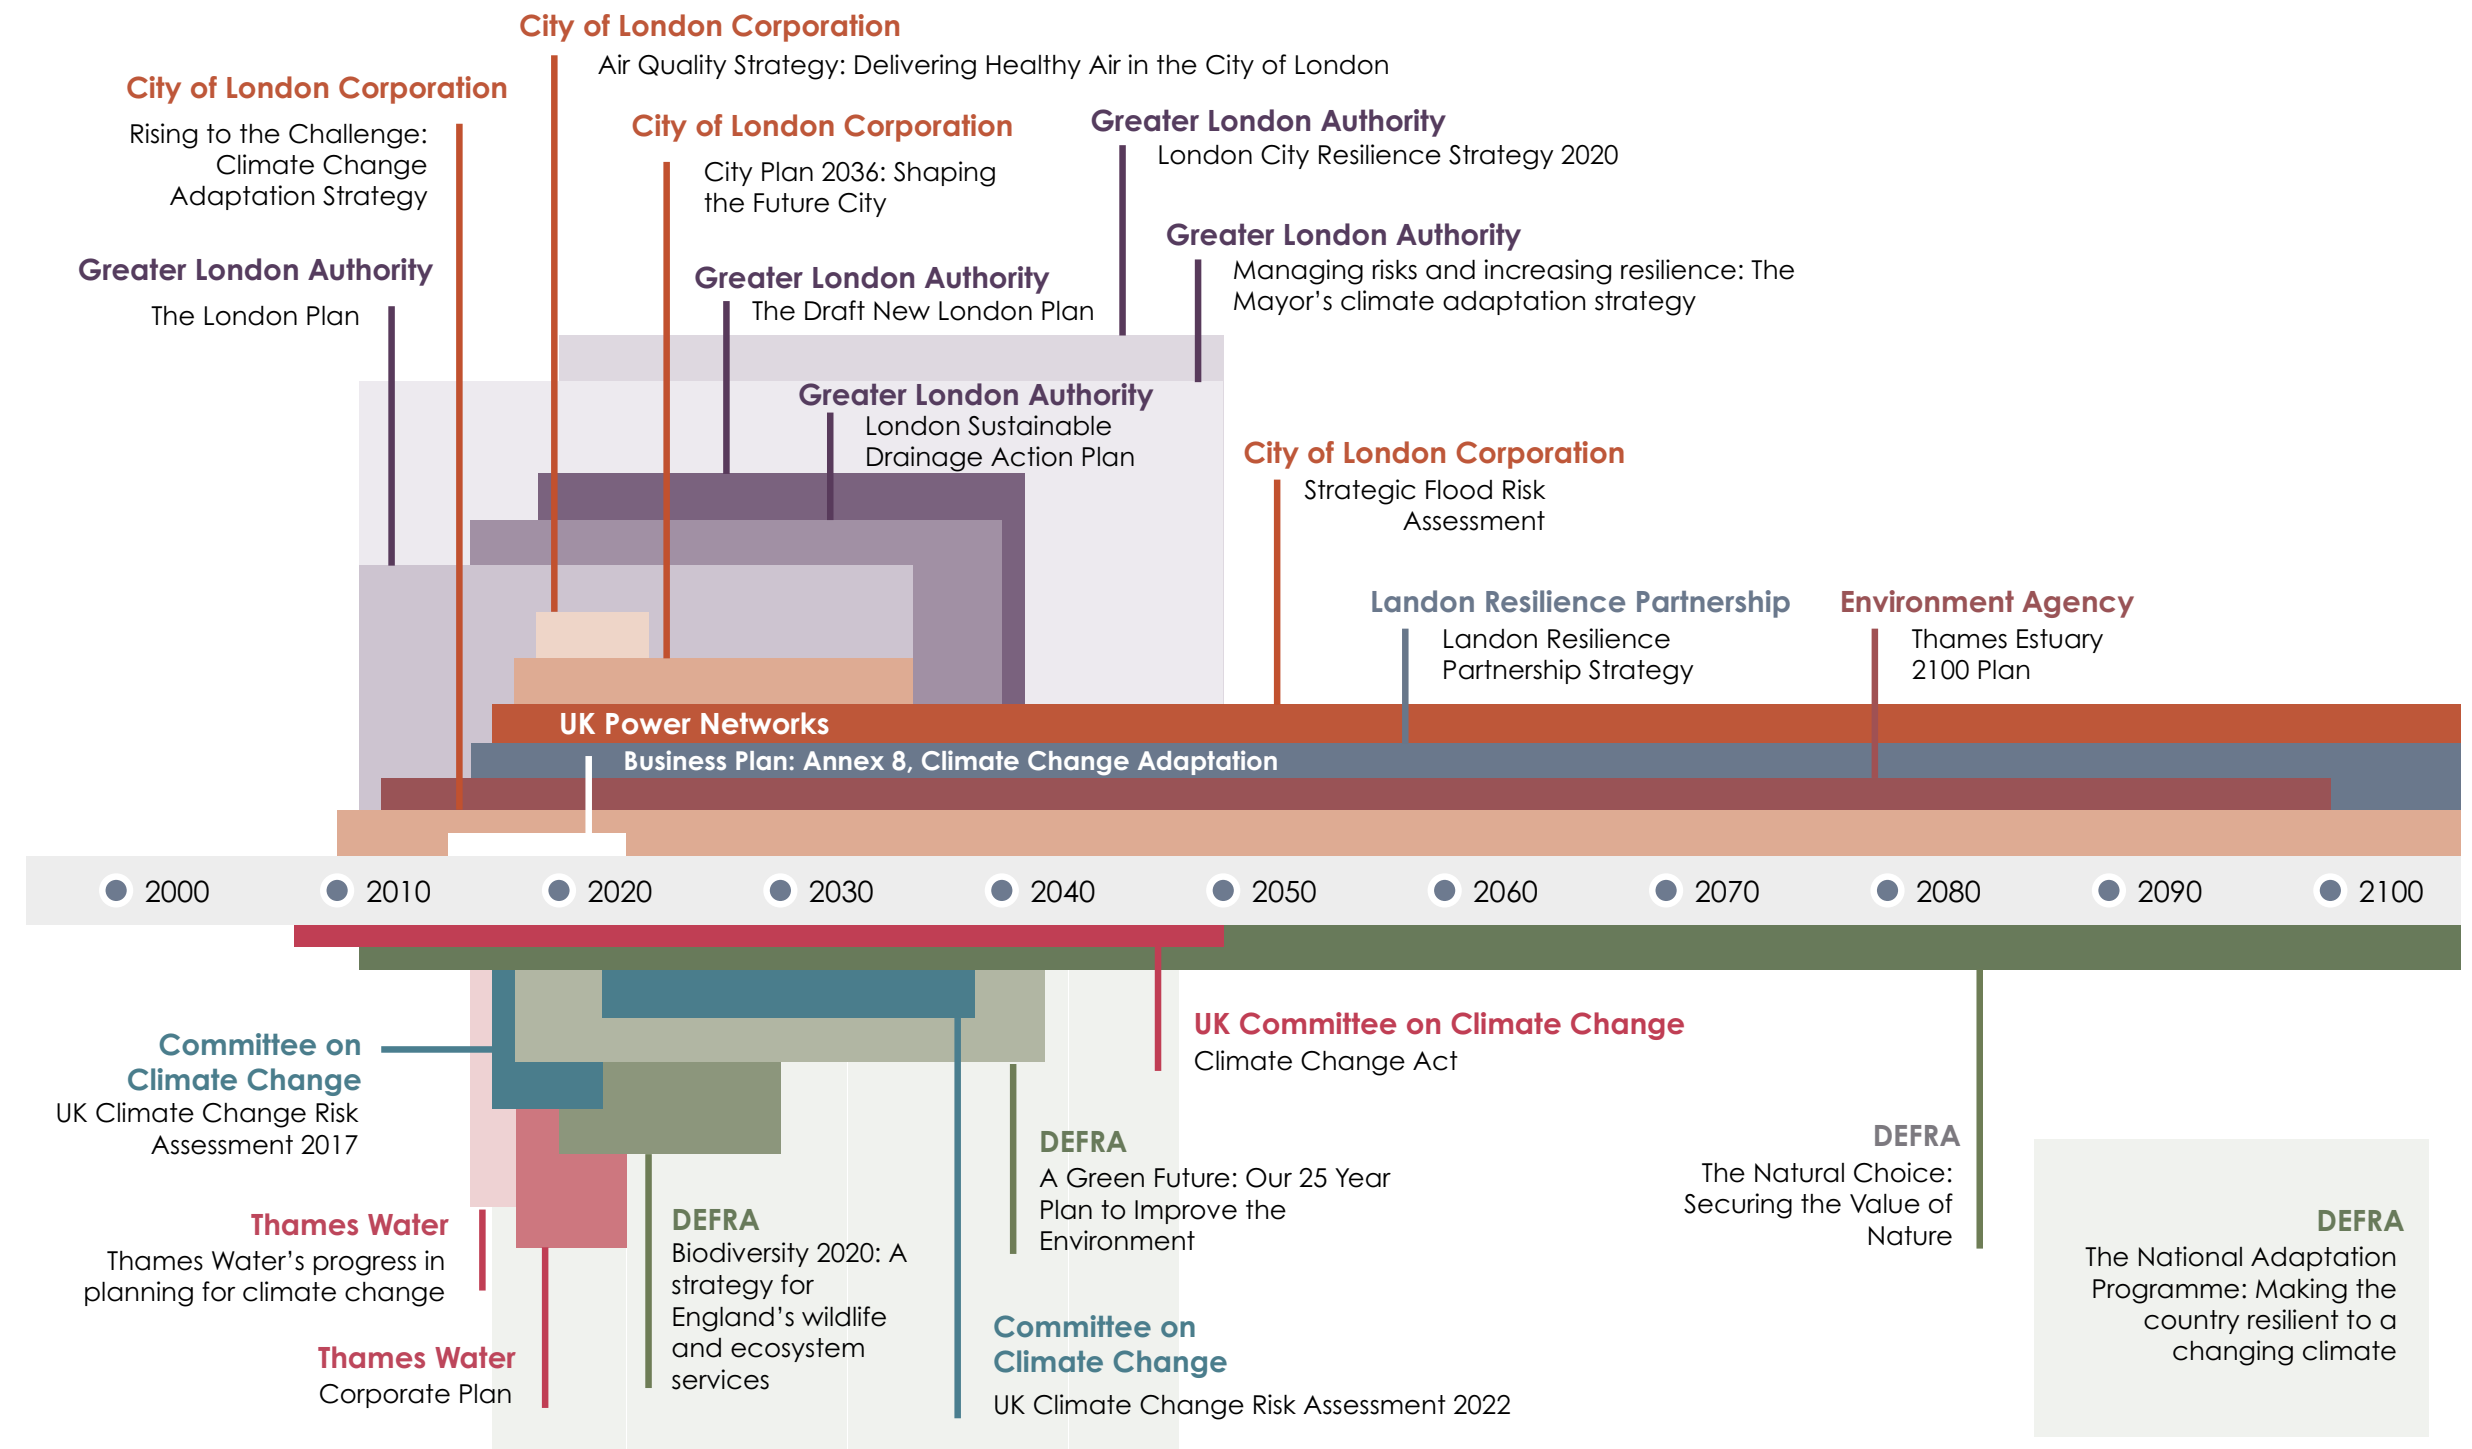 City of London Corporation
Air Quality Strategy: Delivering Healthy Air in the City of London
City of London Corporation
Rising to the Challenge:
Climate Change
Adaptation Strategy
City of London Corporation
City Plan 2036: Shaping
the Future City
Greater London Authority
London City Resilience Strategy 2020
Greater London Authority
Managing risks and increasing resilience: The
Mayor’s climate adaptation strategy
Greater London Authority
The London Plan
Greater London Authority
The Draft New London Plan
Greater London Authority
London Sustainable
Drainage Action Plan
City of London Corporation
Strategic Flood Risk
Assessment
Landon Resilience Partnership
Landon Resilience
Partnership Strategy
Environment Agency
Thames Estuary
2100 Plan
UK Power Networks
Business Plan: Annex 8, Climate Change Adaptation
2000 2010 2020 2030 2040 2050 2060 2070 2080 2090 2100
Committee on
Climate Change
UK Climate Change Risk
Assessment 2017
Thames Water
Thames Water’s progress in
planning for climate change
Thames Water
Corporate Plan
DEFRA
Biodiversity 2020: A
strategy for
England’s wildlife
and ecosystem
services
UK Committee on Climate Change
Climate Change Act
DEFRA
A Green Future: Our 25 Year
Plan to Improve the
Environment
Committee on
Climate Change
UK Climate Change Risk Assessment 2022
DEFRA
The Natural Choice:
Securing the Value of
Nature
DEFRA
The National Adaptation
Programme: Making the
country resilient to a
changing climate